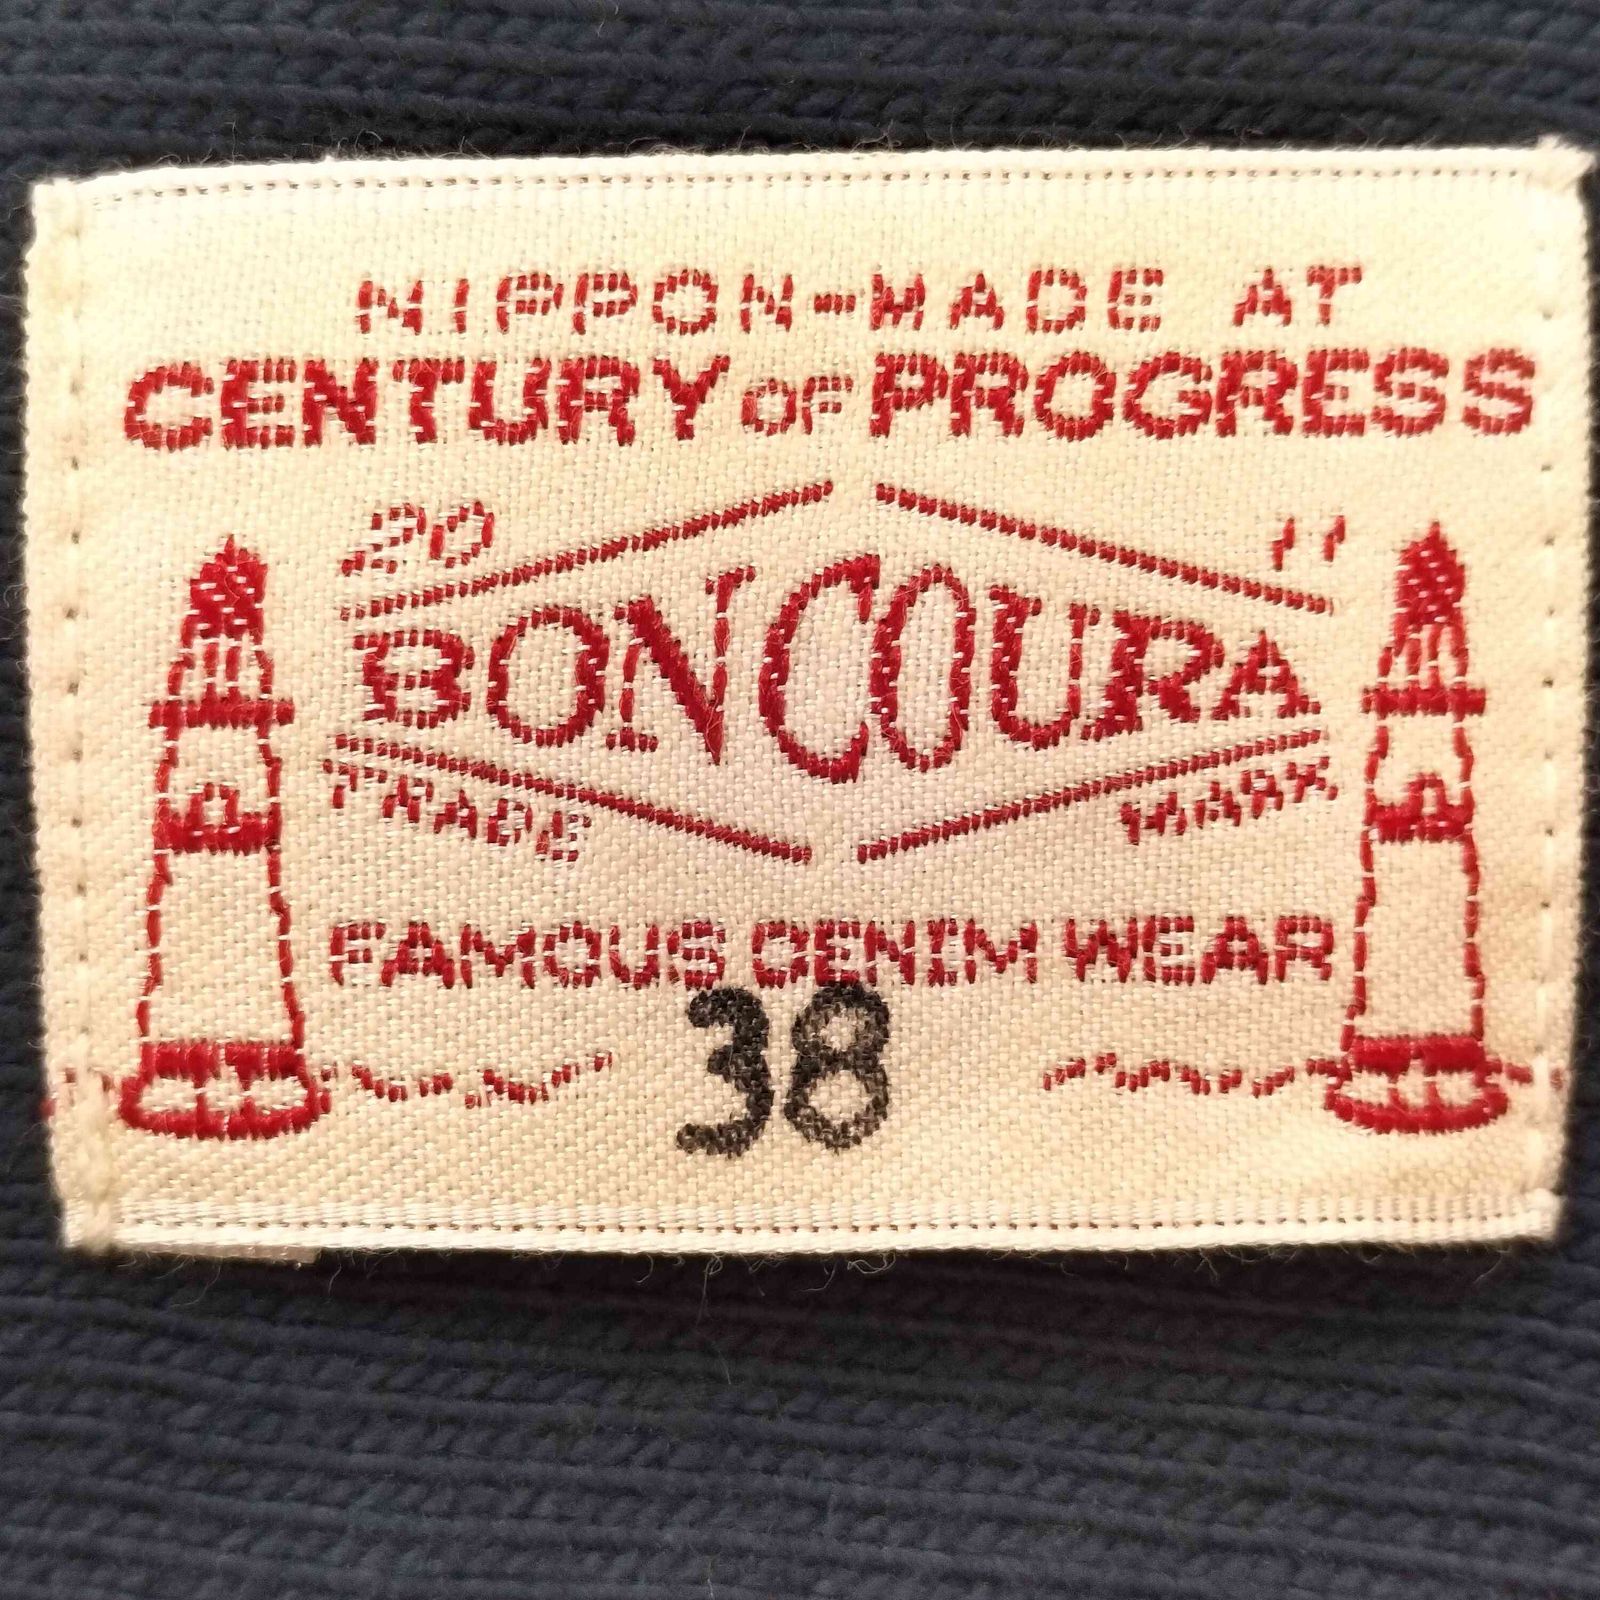 NIPPON-MADE AT
CENTURY OF PROGRESS
20 11
BONCOURA
TRADE MARK
FAMOUS DENIM WEAR
38